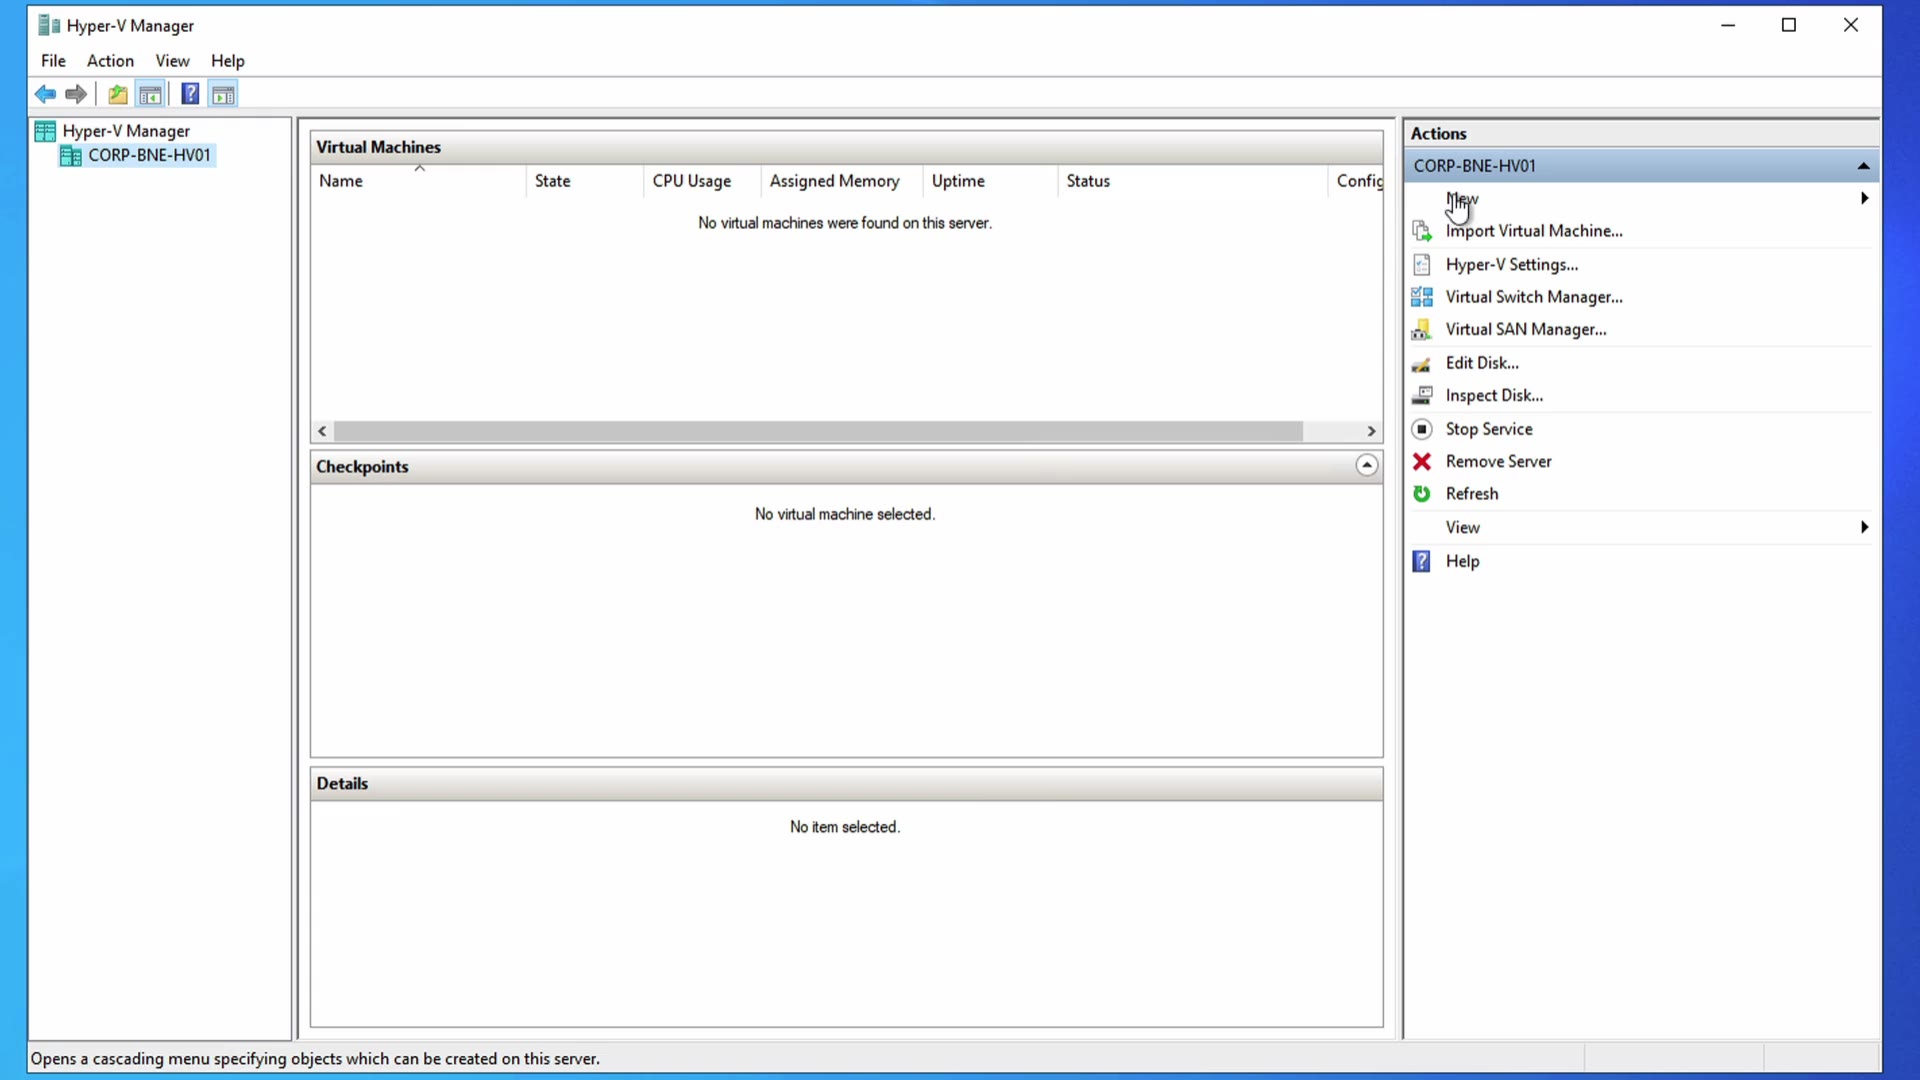 Hyper-V Manager
File Action View Help
Hyper-V Manager
CORP-BNE-HV01
Virtual Machines
Name State CPU Usage Assigned Memory Uptime Status Config
No virtual machines were found on this server.
Checkpoints
No virtual machine selected.
Details
No item selected.
Actions
CORP-BNE-HV01
New
Import Virtual Machine...
Hyper-V Settings...
Virtual Switch Manager...
Virtual SAN Manager...
Edit Disk...
Inspect Disk...
Stop Service
Remove Server
Refresh
View
Help
Opens a cascading menu specifying objects which can be created on this server.